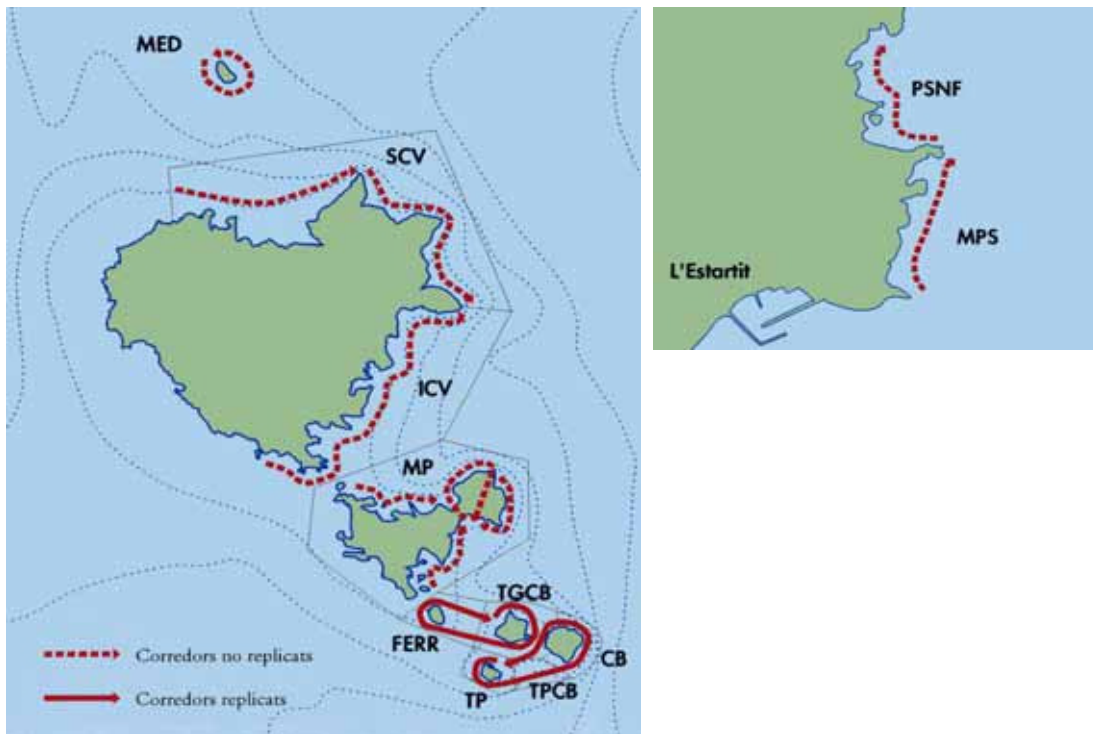 MED
SCV
ICV
MP
TGCB
FERR
CB
TPCB
TP
Corredors no replicats
Corredors replicats
PSNF
MPS
L'Estartit